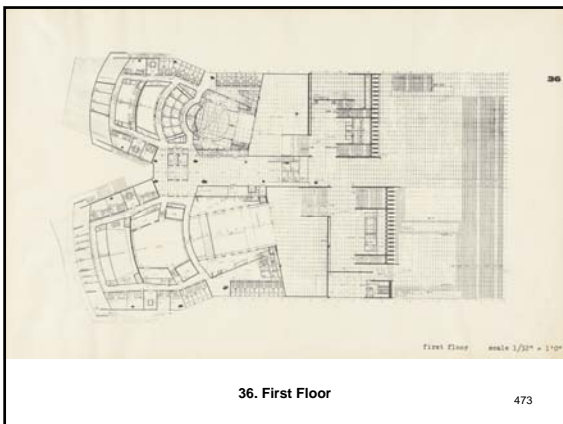 36
first floor scale 1/32" = 1'0"
36. First Floor
473